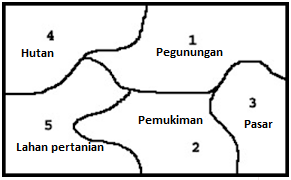 4
Hutan
1
Pegunungan
3
Pasar
5
Lahan pertanian
Pemukiman
2